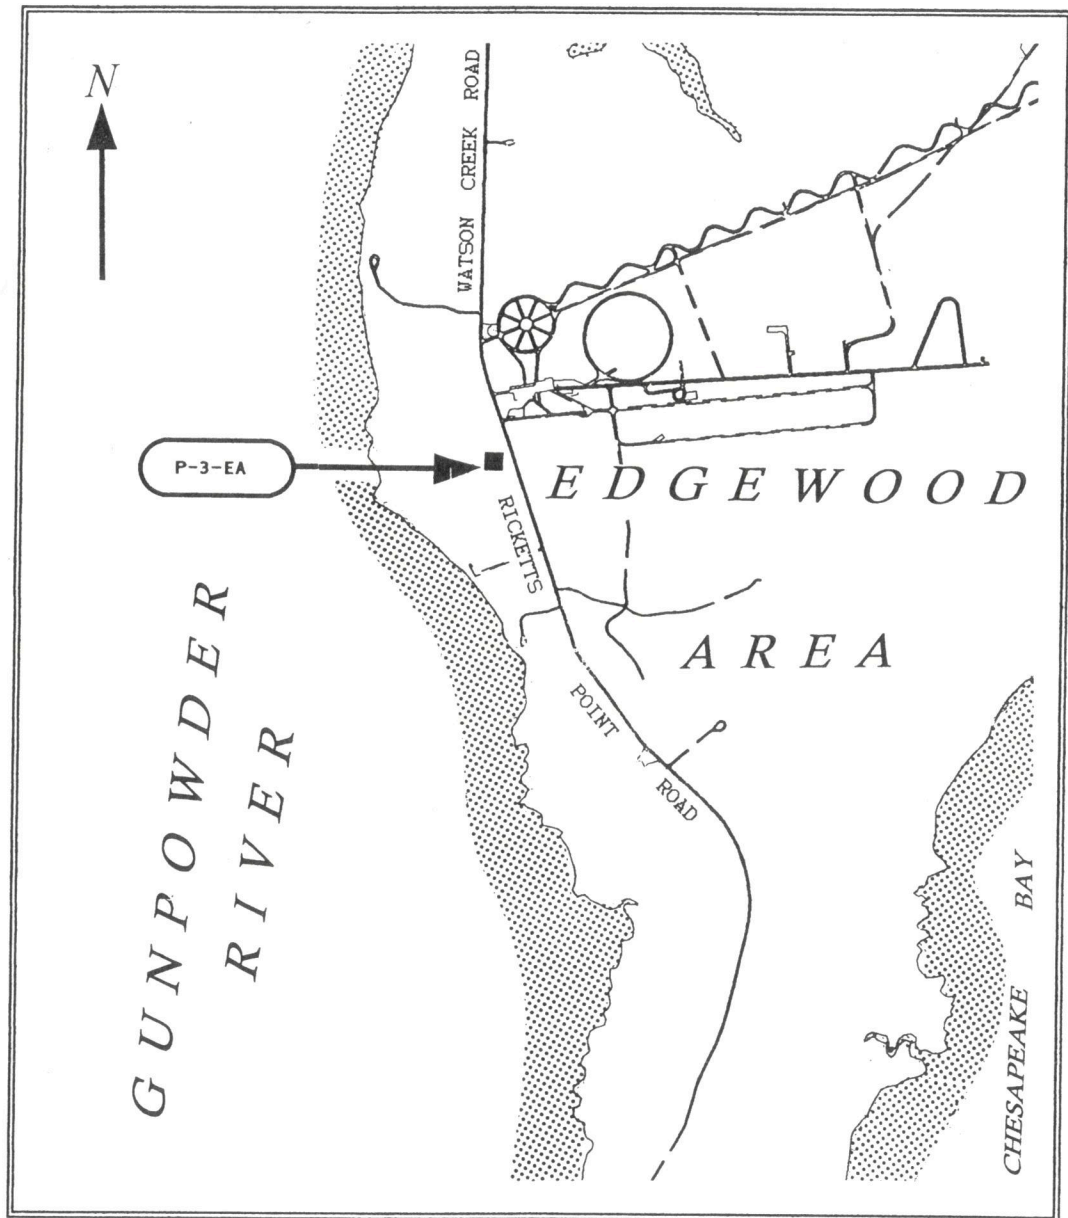 N
WATSON CREEK ROAD
P-3-EA
EDGEWOOD
AREA
RICKETTS
POINT
ROAD
GUNPOWDER
RIVER
CHESAPEAKE BAY